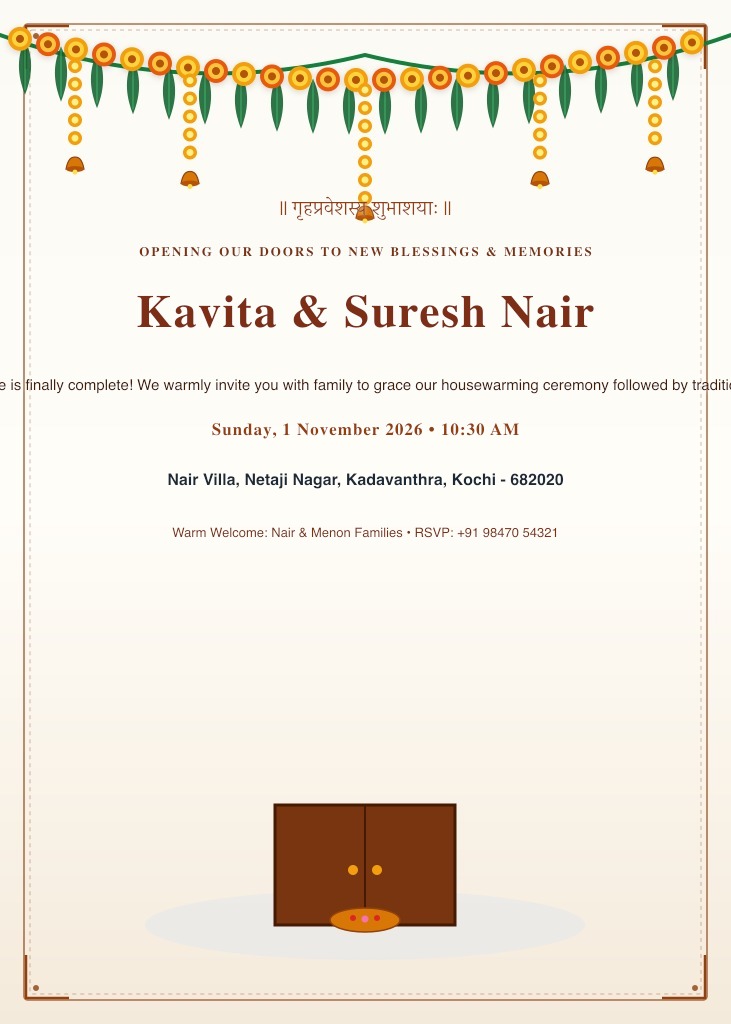 ॥ गृहप्रवेशस्य शुभाशयाः ॥
OPENING OUR DOORS TO NEW BLESSINGS & MEMORIES
Kavita & Suresh Nair
is finally complete! We warmly invite you with family to grace our housewarming ceremony followed by
Sunday, 1 November 2026 • 10:30 AM
Nair Villa, Netaji Nagar, Kadavanthra, Kochi - 682020
Warm Welcome: Nair & Menon Families • RSVP: +91 98470 54321